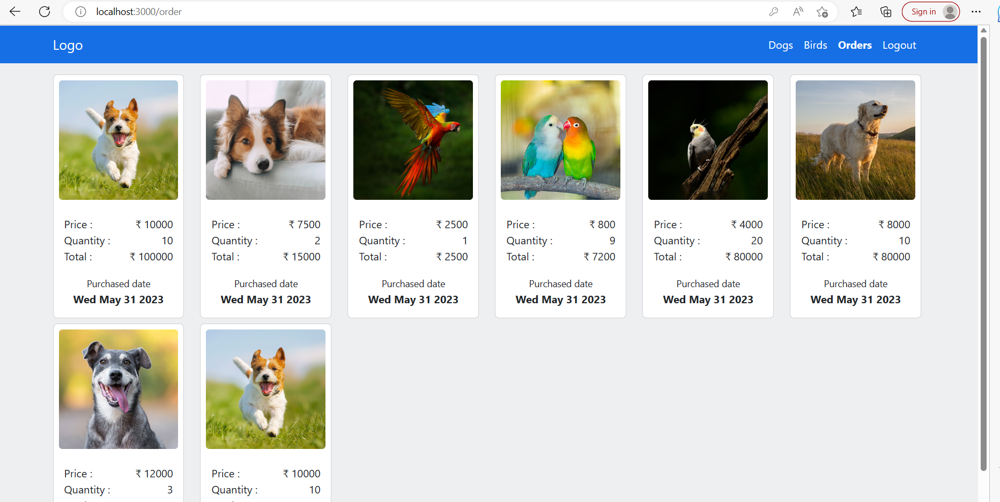 localhost:3000/order
Sign in
Logo
Dogs Birds Orders Logout
Price : ₹ 10000
Quantity : 10
Total : ₹ 100000
Purchased date
Wed May 31 2023
Price : ₹ 7500
Quantity : 2
Total : ₹ 15000
Purchased date
Wed May 31 2023
Price : ₹ 2500
Quantity : 1
Total : ₹ 2500
Purchased date
Wed May 31 2023
Price : ₹ 800
Quantity : 9
Total : ₹ 7200
Purchased date
Wed May 31 2023
Price : ₹ 4000
Quantity : 20
Total : ₹ 80000
Purchased date
Wed May 31 2023
Price : ₹ 8000
Quantity : 10
Total : ₹ 80000
Purchased date
Wed May 31 2023
Price : ₹ 12000
Quantity : 3
Price : ₹ 10000
Quantity : 10